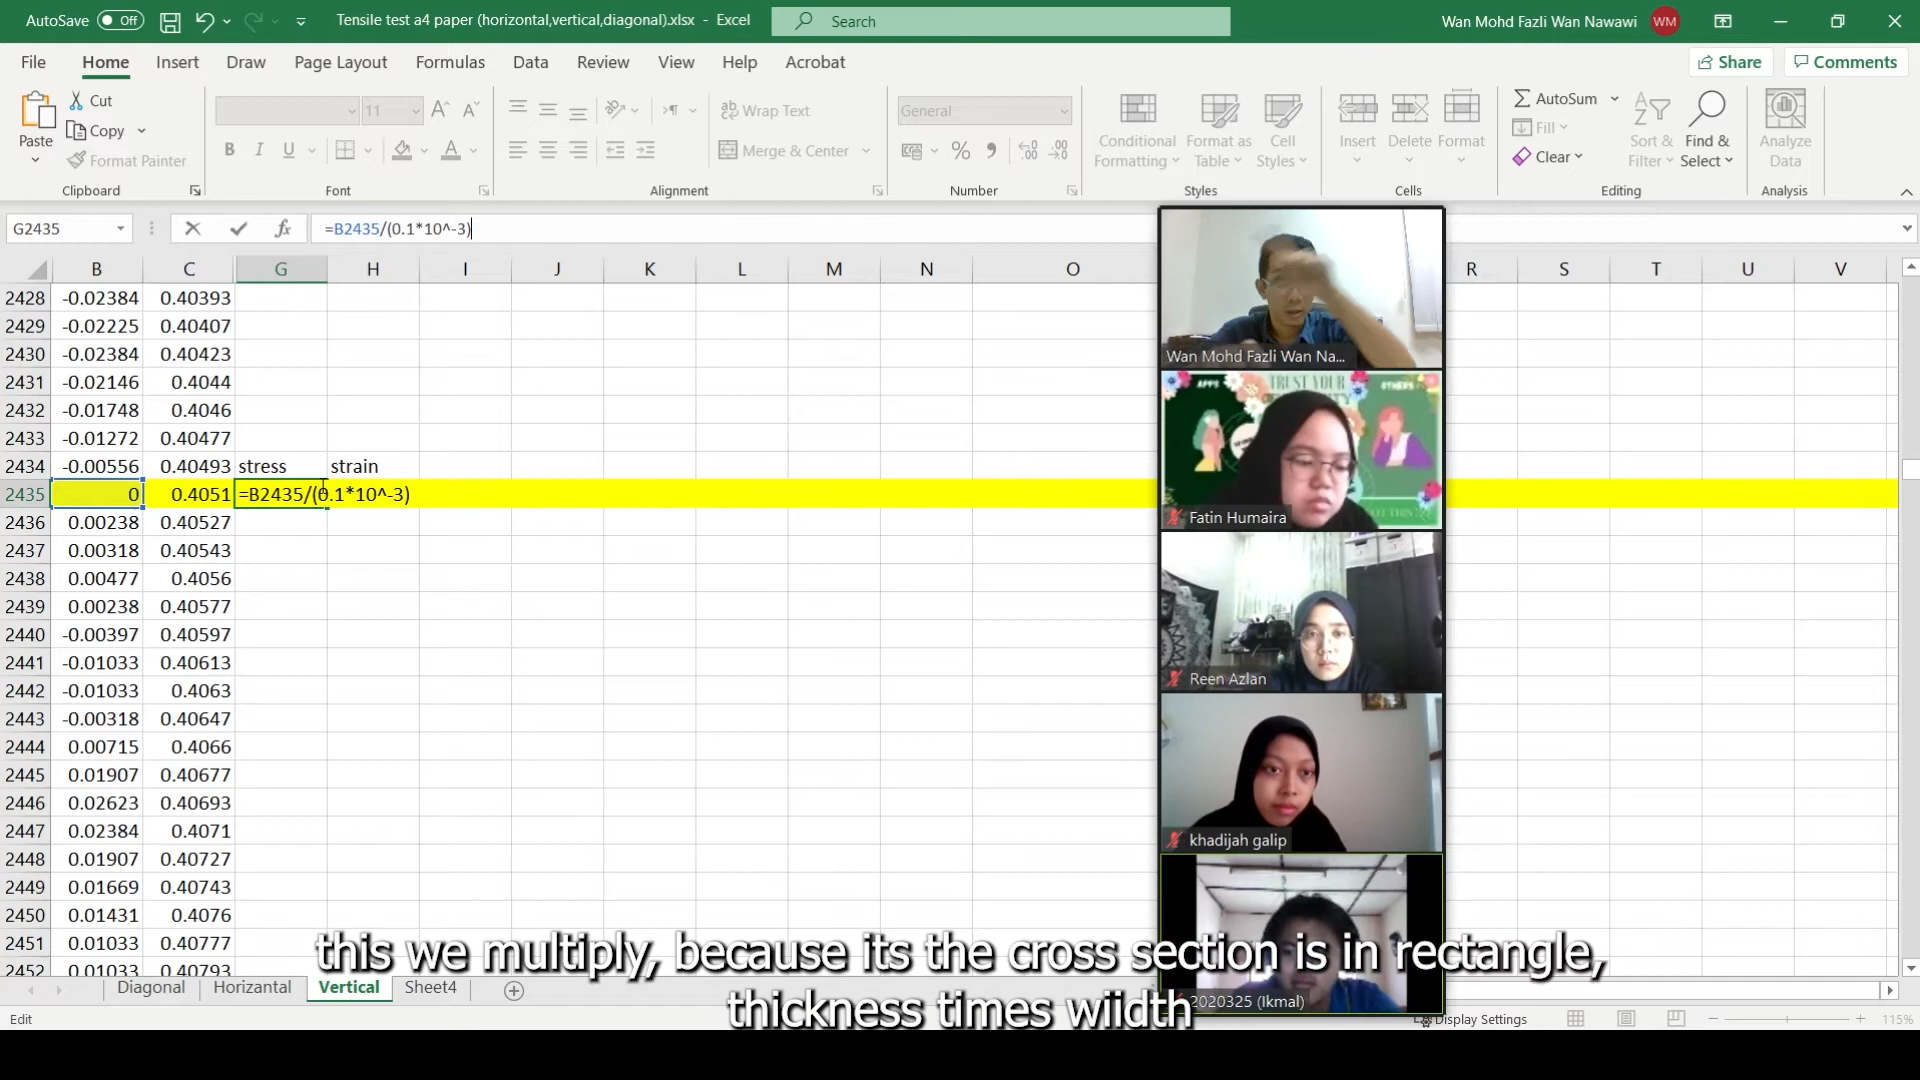 AutoSave Off Tensile test a4 paper (horizontal,vertical,diagonal).xlsx - Excel Search Wan Mohd Fazli Wan Nawawi WM
File Home Insert Draw Page Layout Formulas Data Review View Help Acrobat Share Comments
Paste Cut Copy Format Painter
Clipboard
11 B I U
Font
ab Wrap Text
Merge & Center
Alignment
General
% 9
Number
Conditional Formatting Format as Table Cell Styles
Styles
Insert Delete Format
Cells
AutoSum Fill Clear Sort & Filter Find & Select
Editing
Analyze Data
Analysis
G2435 fx =B2435/(0.1*10^-3)
B C G H I J K L M N O R S T U V
2428 -0.02384 0.40393
2429 -0.02225 0.40407
2430 -0.02384 0.40423
2431 -0.02146 0.4044
2432 -0.01748 0.4046
2433 -0.01272 0.40477
2434 -0.00556 0.40493 stress strain
2435 0 0.4051 =B2435/(0.1*10^-3)
2436 0.00238 0.40527
2437 0.00318 0.40543
2438 0.00477 0.4056
2439 0.00238 0.40577
2440 -0.00397 0.40597
2441 -0.01033 0.40613
2442 -0.01033 0.4063
2443 -0.00318 0.40647
2444 0.00715 0.4066
2445 0.01907 0.40677
2446 0.02623 0.40693
2447 0.02384 0.4071
2448 0.01907 0.40727
2449 0.01669 0.40743
2450 0.01431 0.4076
2451 0.01033 0.40777
2452 0.01033 0.40793
Wan Mohd Fazli Wan Na...
APPS TRUST YOUR OTHERS
Fatin Humaira
Reen Azlan
khadijah galip
2020325 (Ikmal)
this we multiply, because its the cross section is in rectangle,
thickness times wiidth
Diagonal Horizantal Vertical Sheet4
Edit Display Settings 115%